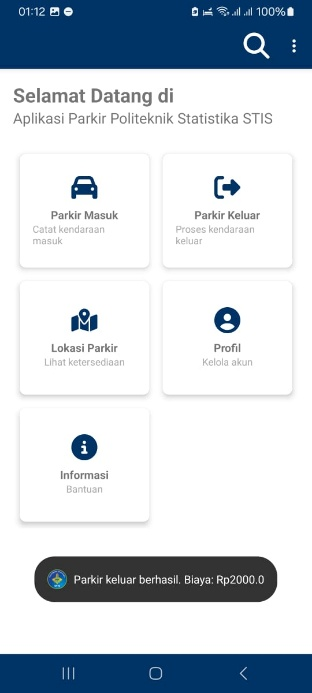 01:12 100%
Selamat Datang di
Aplikasi Parkir Politeknik Statistika STIS
Parkir Masuk
Catat kendaraan
masuk
Parkir Keluar
Proses kendaraan
keluar
Lokasi Parkir
Lihat ketersediaan
Profil
Kelola akun
Informasi
Bantuan
Parkir keluar berhasil. Biaya: Rp2000.0